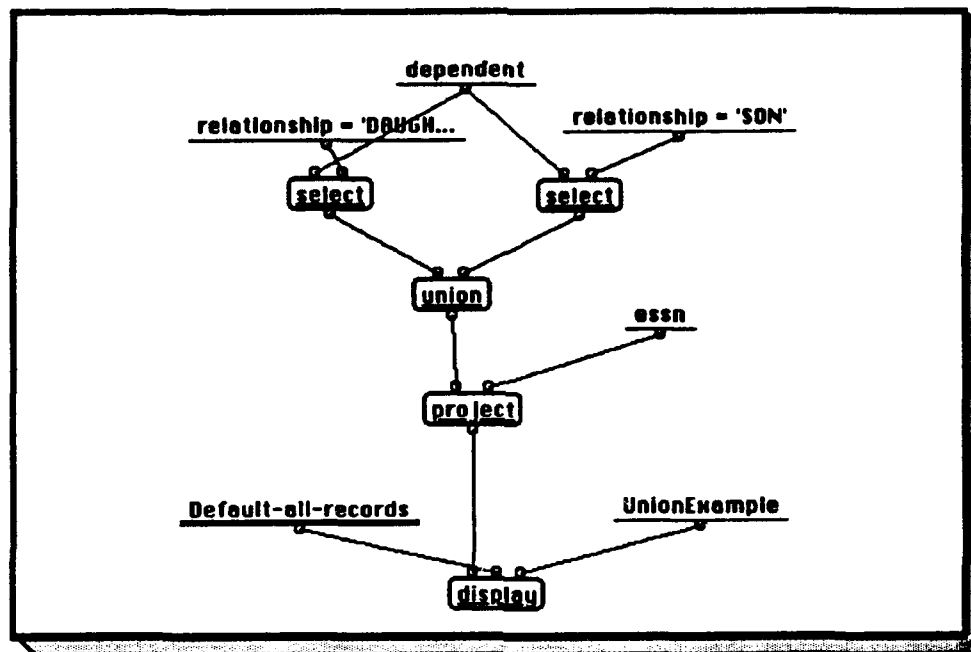 dependent
relationship = 'DAUGH...
relationship = 'SON'
select
select
union
essn
project
Default-all-records
UnionExample
display